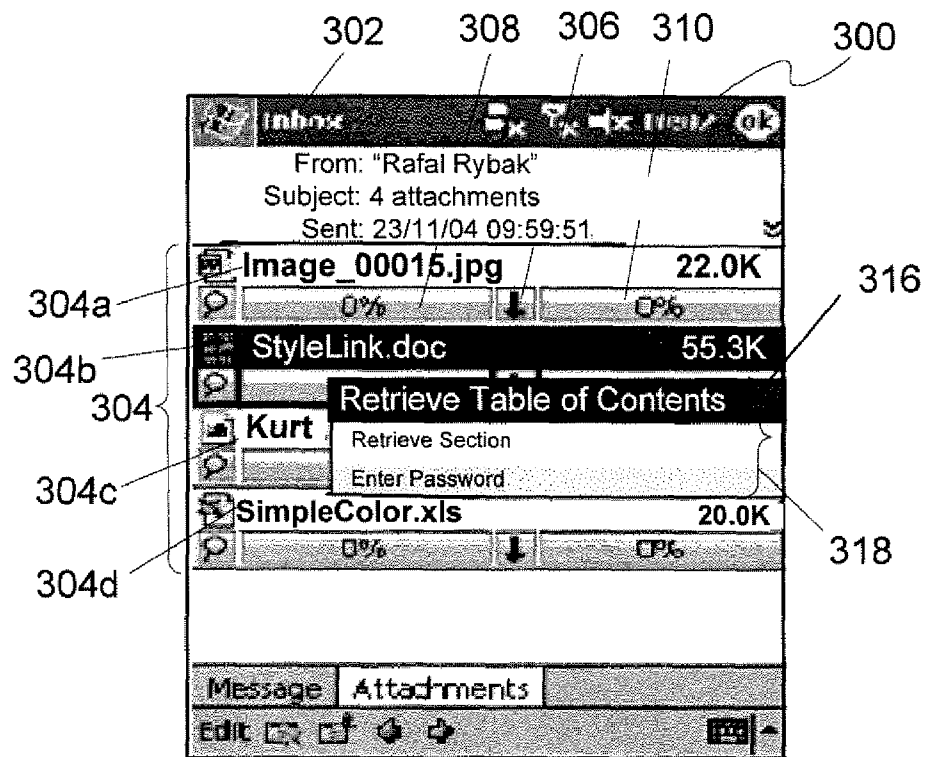 302 308 306 310 300
Inbox ok
From: "Rafal Rybak"
Subject: 4 attachments
Sent: 23/11/04 09:59:51
Image_00015.jpg 22.0K
304a 0% 0% 316
StyleLink.doc 55.3K
304b
Retrieve Table of Contents
304
Kurt Retrieve Section
Enter Password
304c
SimpleColor.xls 20.0K
0% 0% 318
304d
Message Attachments
Edit